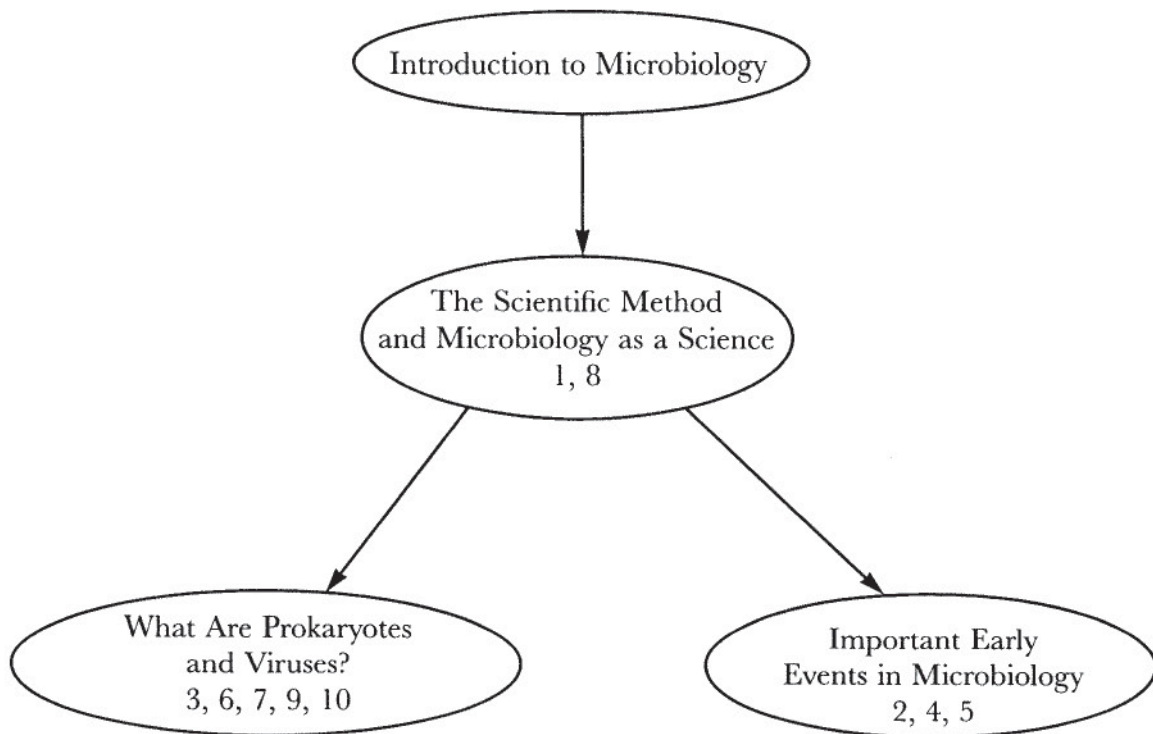 Introduction to Microbiology
The Scientific Method
and Microbiology as a Science
1, 8
What Are Prokaryotes
and Viruses?
3, 6, 7, 9, 10
Important Early
Events in Microbiology
2, 4, 5